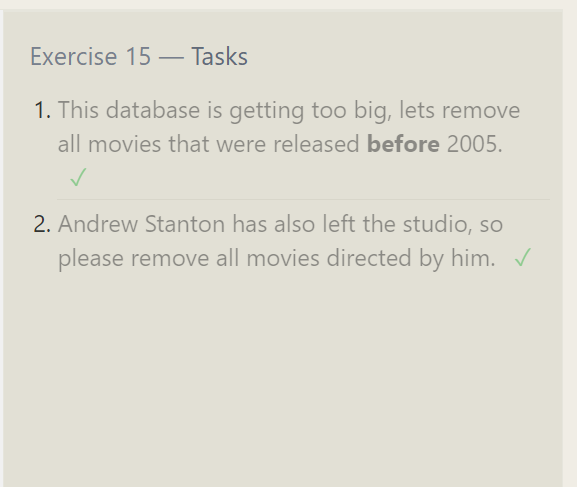 Exercise 15 — Tasks
1. This database is getting too big, lets remove
all movies that were released before 2005.
✓
2. Andrew Stanton has also left the studio, so
please remove all movies directed by him. ✓